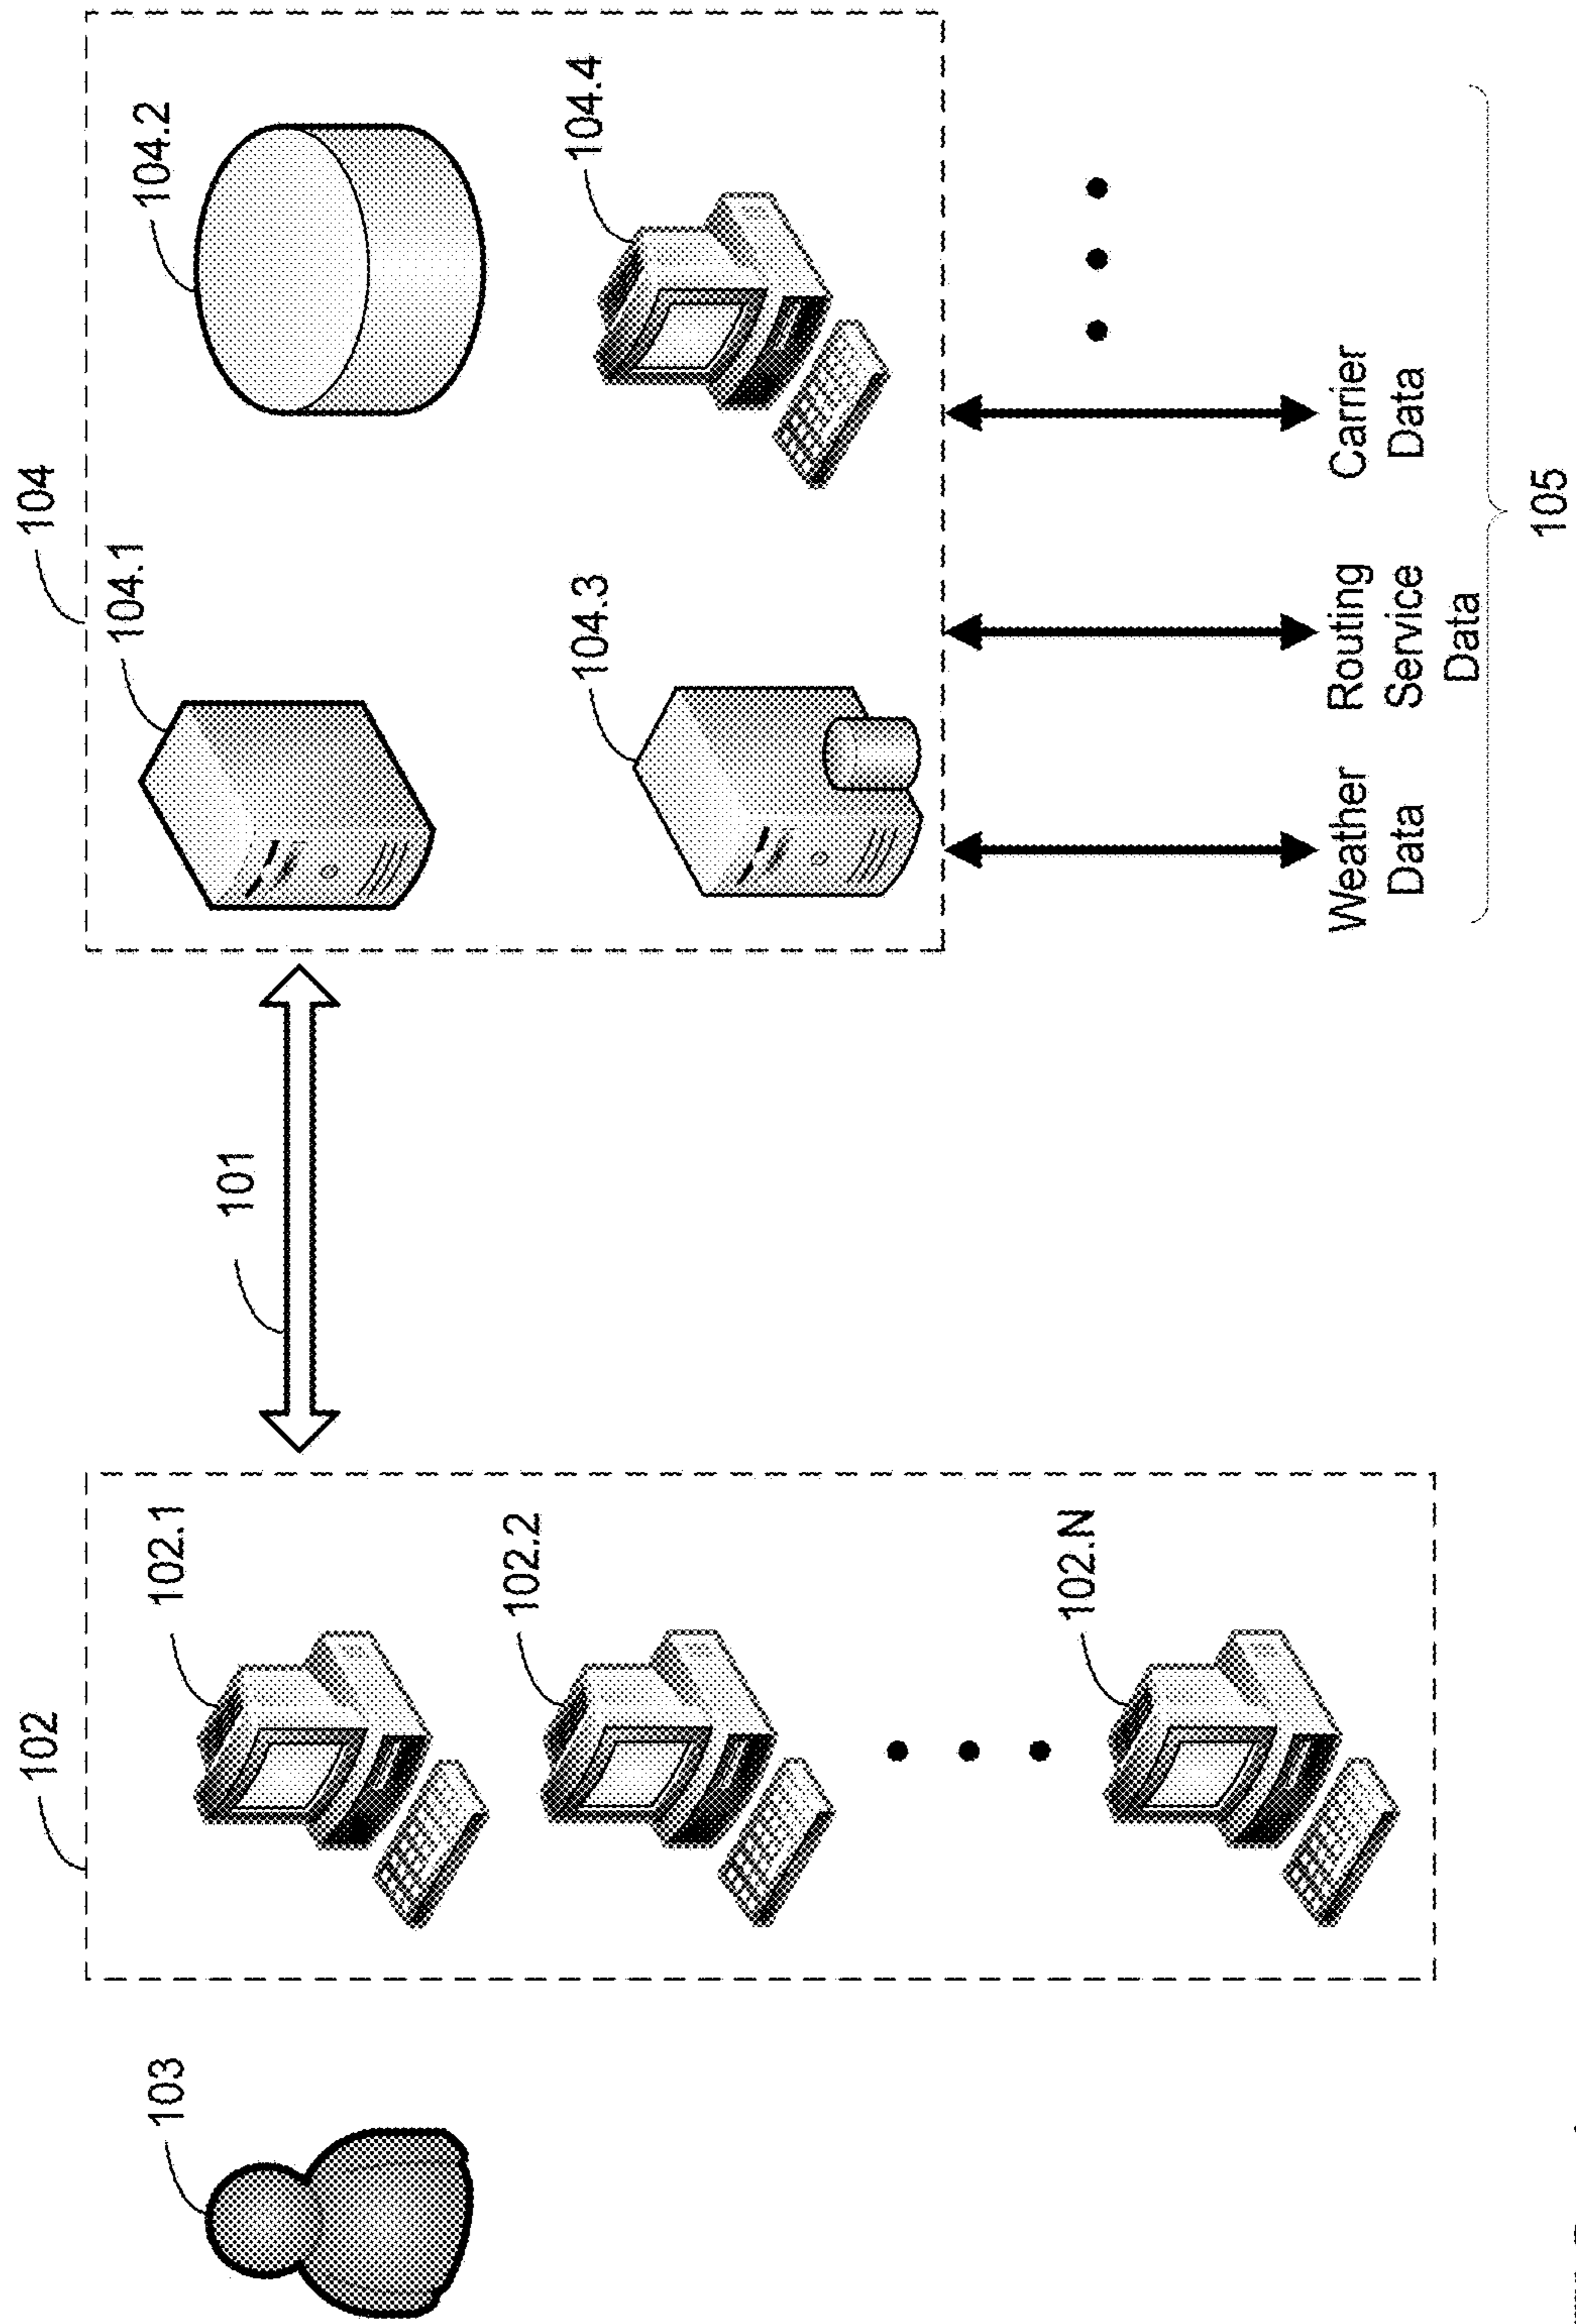 103
102
102.1
102.2
102.N
101
104
104.1
104.2
104.3
104.4
Weather
Data
Routing
Service
Data
Carrier
Data
105